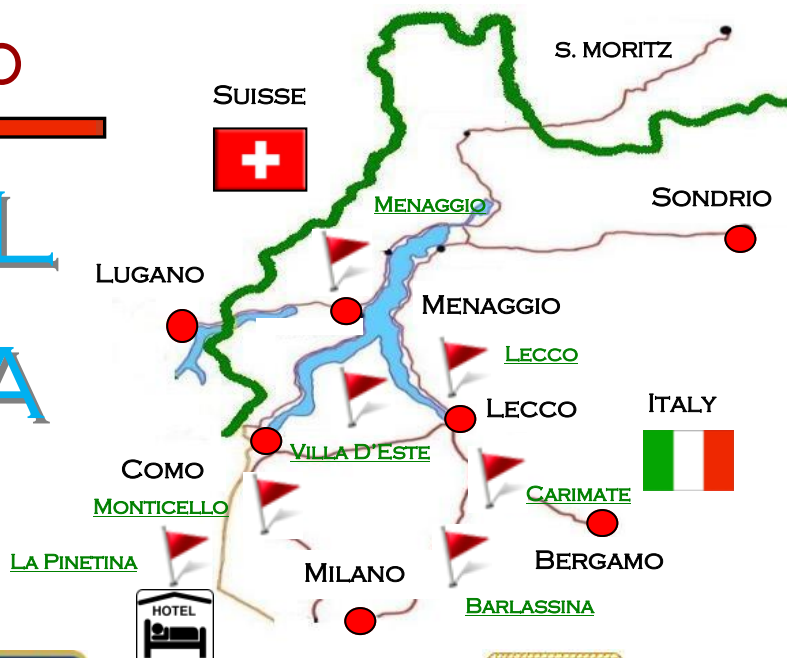 O
S. MORITZ
SUISSE
L
MENAGGIO
SONDRIO
LUGANO
MENAGGIO
A
LECCO
LECCO
ITALY
VILLA D'ESTE
COMO
CARIMATE
MONTICELLO
LA PINETINA
BERGAMO
MILANO
HOTEL
BARLASSINA